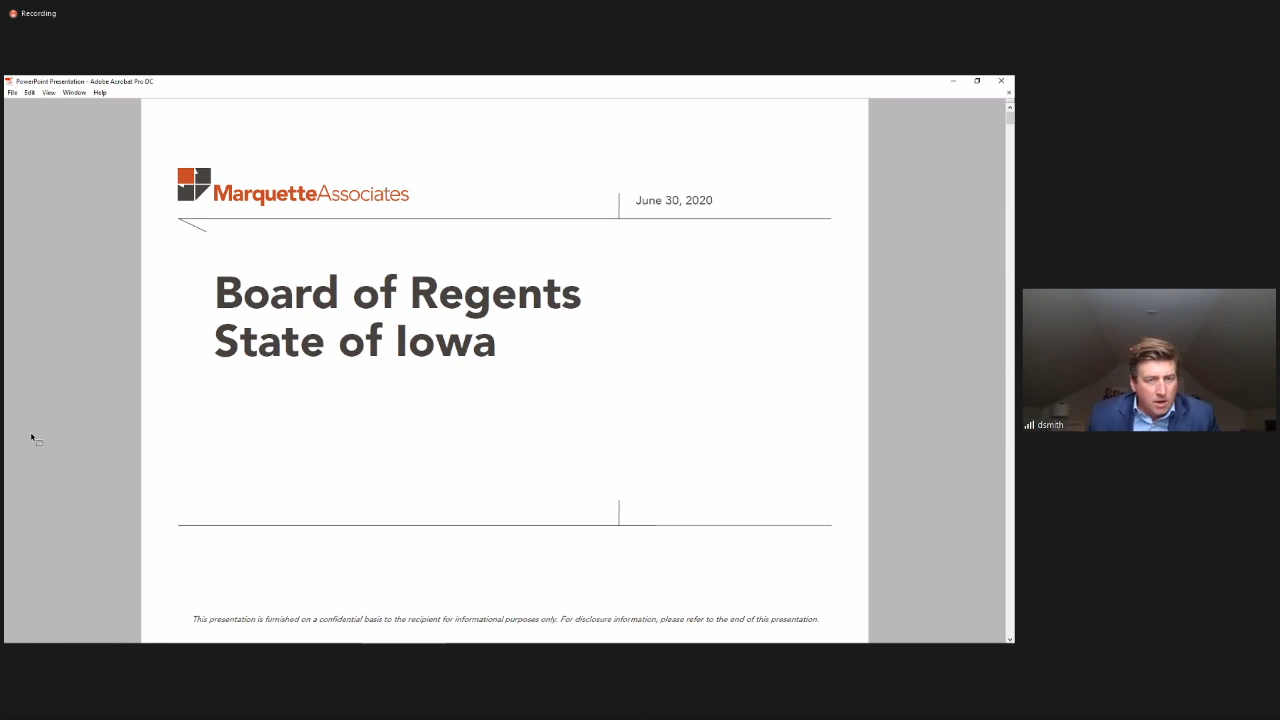 Recording
PowerPoint Presentation - Adobe Acrobat Pro DC
File Edit View Window Help
MarquetteAssociates
June 30, 2020
Board of Regents
State of Iowa
dsmith
This presentation is furnished on a confidential basis to the recipient for informational purposes only. For disclosure information, please refer to the end of this presentation.